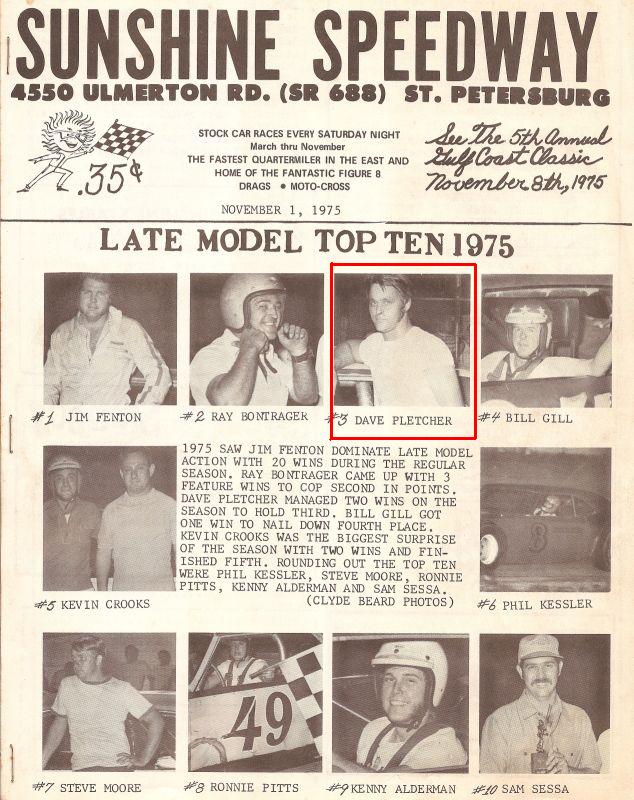 SUNSHINE SPEEDWAY
4550 ULMERTON RD. (SR 688) ST. PETERSBURG
STOCK CAR RACES EVERY SATURDAY NIGHT
March thru November
THE FASTEST QUARTERMILER IN THE EAST AND
HOME OF THE FANTASTIC FIGURE 8
DRAGS • MOTO-CROSS
.35¢
See The 5th Annual
Gulf Coast Classic
November 8th, 1975
NOVEMBER 1, 1975
LATE MODEL TOP TEN 1975
#1 JIM FENTON
#2 RAY BONTRAGER
#3 DAVE PLETCHER
#4 BILL GILL
1975 SAW JIM FENTON DOMINATE LATE MODEL
ACTION WITH 20 WINS DURING THE REGULAR
SEASON. RAY BONTRAGER CAME UP WITH 3
FEATURE WINS TO COP SECOND IN POINTS.
DAVE PLETCHER MANAGED TWO WINS ON THE
SEASON TO HOLD THIRD. BILL GILL GOT
ONE WIN TO NAIL DOWN FOURTH PLACE.
KEVIN CROOKS WAS THE BIGGEST SURPRISE
OF THE SEASON WITH TWO WINS AND FIN-
ISHED FIFTH. ROUNDING OUT THE TOP TEN
WERE PHIL KESSLER, STEVE MOORE, RONNIE
PITTS, KENNY ALDERMAN AND SAM SESSA.
(CLYDE BEARD PHOTOS)
#5 KEVIN CROOKS
8
#6 PHIL KESSLER
49
#7 STEVE MOORE
#8 RONNIE PITTS
#9 KENNY ALDERMAN
#10 SAM SESSA